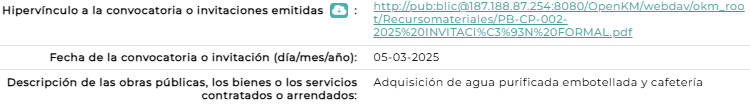 Hipervínculo a la convocatoria o invitaciones emitidas :
http://pub:blic@187.188.87.254:8080/OpenKM/webdav/okm_roo
t/Recursomateriales/PB-CP-002-
2025%20INVITACI%C3%93N%20FORMAL.pdf
Fecha de la convocatoria o invitación (día/mes/año): 05-03-2025
Descripción de las obras públicas, los bienes o los servicios
contratados o arrendados:
Adquisición de agua purificada embotellada y cafetería